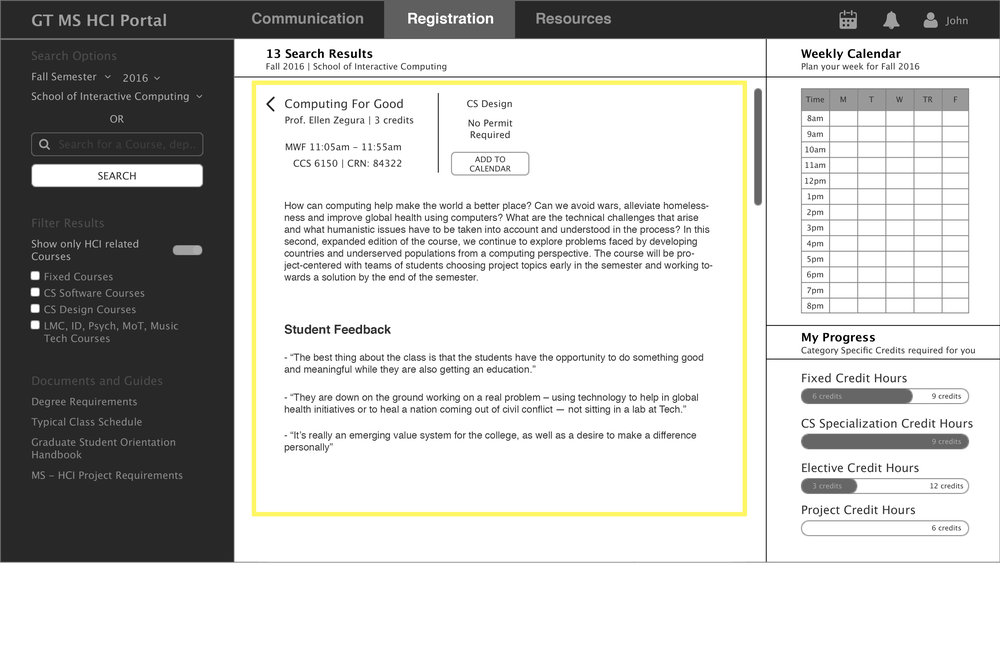 GT MS HCI Portal
Communication
Registration
Resources
John
Search Options
Fall Semester
2016
School of Interactive Computing
OR
Search for a Course, dep..
SEARCH
Filter Results
Show only HCI related
Courses
Fixed Courses
CS Software Courses
CS Design Courses
LMC, ID, Psych, MoT, Music
Tech Courses
Documents and Guides
Degree Requirements
Typical Class Schedule
Graduate Student Orientation
Handbook
MS – HCI Project Requirements
13 Search Results
Fall 2016 | School of Interactive Computing
Computing For Good
Prof. Ellen Zegura | 3 credits
MWF 11:05am – 11:55am
CCS 6150 | CRN: 84322
CS Design
No Permit
Required
ADD TO
CALENDAR
How can computing help make the world a better place? Can we avoid wars, alleviate homeless-
ness and improve global health using computers? What are the technical challenges that arise
and what humanistic issues have to be taken into account and understood in the process? In this
second, expanded edition of the course, we continue to explore problems faced by developing
countries and underserved populations from a computing perspective. The course will be pro-
ject-centered with teams of students choosing project topics early in the semester and working to-
wards a solution by the end of the semester.
Student Feedback
- “The best thing about the class is that the students have the opportunity to do something good
and meaningful while they are also getting an education.”
- “They are down on the ground working on a real problem – using technology to help in global
health initiatives or to heal a nation coming out of civil conflict — not sitting in a lab at Tech.”
- “It’s really an emerging value system for the college, as well as a desire to make a difference
personally”
Weekly Calendar
Plan your week for Fall 2016
Time M T W TR F
8am
9am
10am
11am
12pm
1pm
2pm
3pm
4pm
5pm
6pm
7pm
8pm
My Progress
Category Specific Credits required for you
Fixed Credit Hours
6 credits 9 credits
CS Specialization Credit Hours
9 credits
Elective Credit Hours
3 credits 12 credits
Project Credit Hours
6 credits